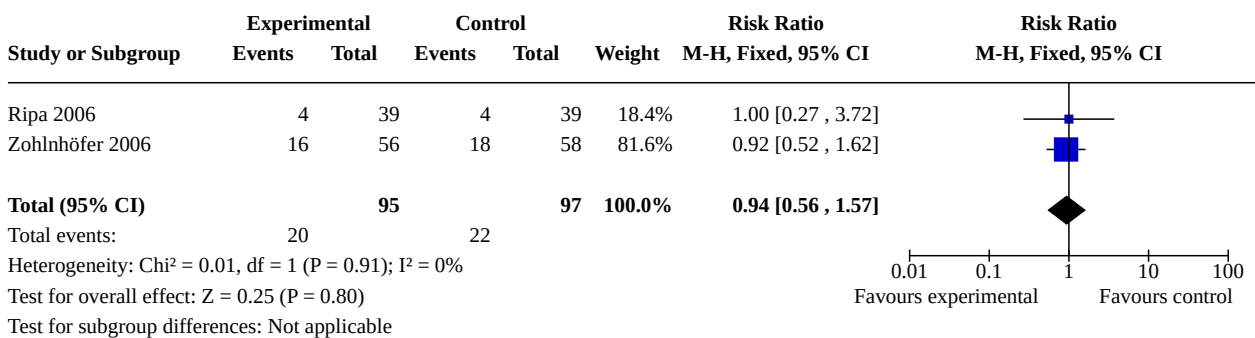 Experimental Control Risk Ratio Risk Ratio
Study or Subgroup Events Total Events Total Weight M-H, Fixed, 95% CI M-H, Fixed, 95% CI
Ripa 2006 4 39 4 39 18.4% 1.00 [0.27 , 3.72]
Zohlnhöfer 2006 16 56 18 58 81.6% 0.92 [0.52 , 1.62]
Total (95% CI) 95 97 100.0% 0.94 [0.56 , 1.57]
Total events: 20 22
Heterogeneity: Chi² = 0.01, df = 1 (P = 0.91); I² = 0% 0.01 0.1 1 10 100
Test for overall effect: Z = 0.25 (P = 0.80) Favours experimental Favours control
Test for subgroup differences: Not applicable